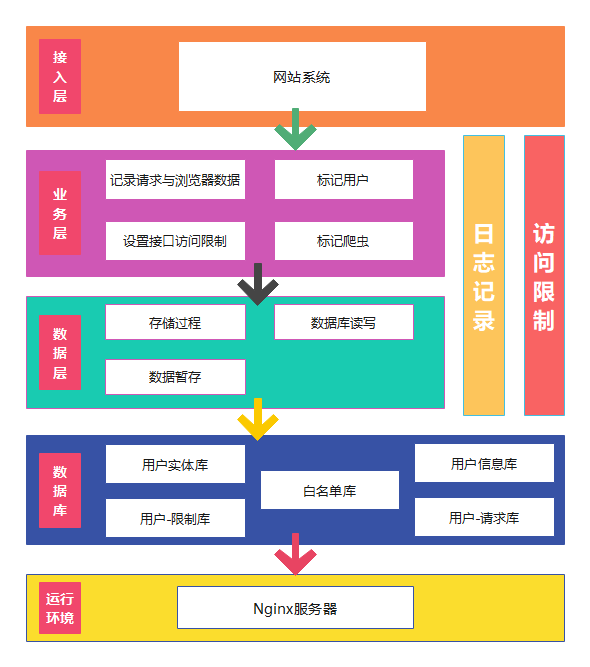 接
入
层
网站系统
业
务
层
记录请求与浏览器数据
标记用户
设置接口访问限制
标记爬虫
日
志
记
录
访
问
限
制
数
据
层
存储过程
数据库读写
数据暂存
数
据
库
用户实体库
用户信息库
白名单库
用户-限制库
用户-请求库
运行
环境
Nginx服务器